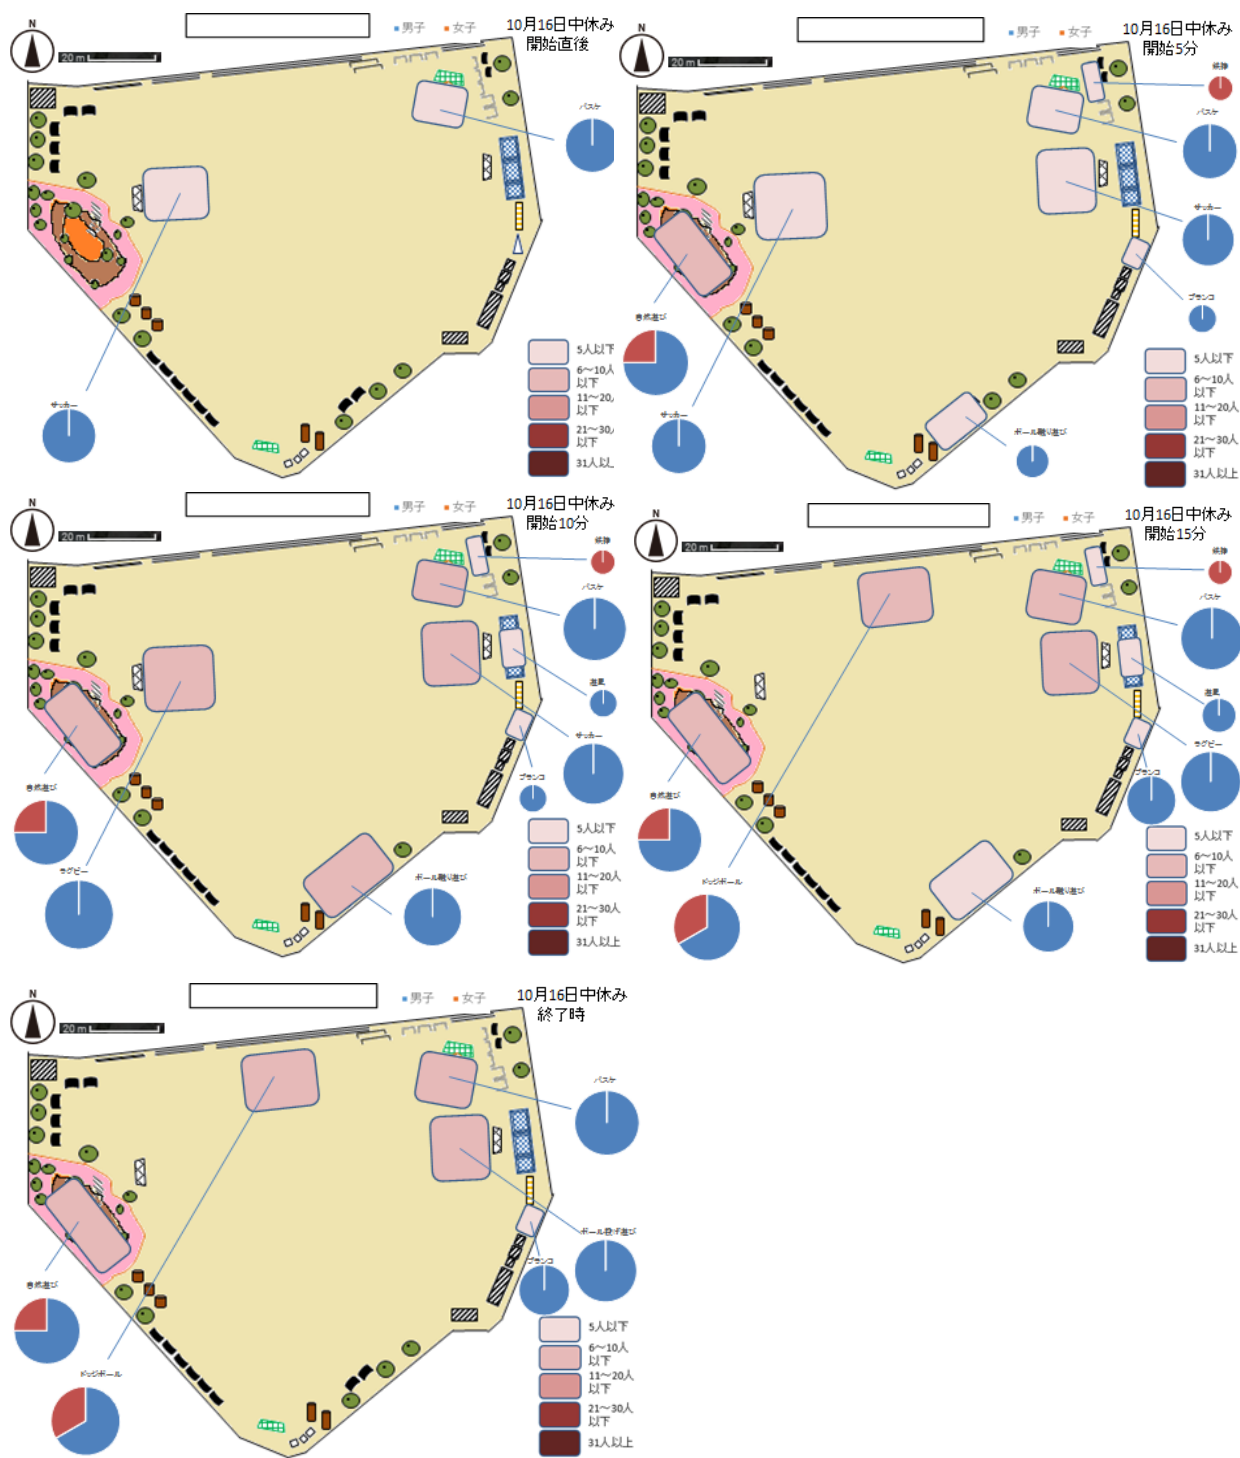 N
20 m
男子
女子
10月16日中休み
開始直後
バスケ
サッカー
5人以下
6～10人
以下
11～20人
以下
21～30人
以下
31人以上
N
20 m
男子
女子
10月16日中休み
開始5分
バスケ
サッカー
ブランコ
自然遊び
サッカー
ボール蹴り遊び
5人以下
6～10人
以下
11～20人
以下
21～30人
以下
31人以上
N
20 m
男子
女子
10月16日中休み
開始10分
バスケ
遊具
サッカー
ブランコ
自然遊び
ラグビー
ボール蹴り遊び
5人以下
6～10人
以下
11～20人
以下
21～30人
以下
31人以上
N
20 m
男子
女子
10月16日中休み
開始15分
バスケ
遊具
ラグビー
ブランコ
自然遊び
ドッジボール
ボール蹴り遊び
5人以下
6～10人
以下
11～20人
以下
21～30人
以下
31人以上
N
20 m
男子
女子
10月16日中休み
終了時
バスケ
ボール投げ遊び
ブランコ
自然遊び
ドッジボール
5人以下
6～10人
以下
11～20人
以下
21～30人
以下
31人以上